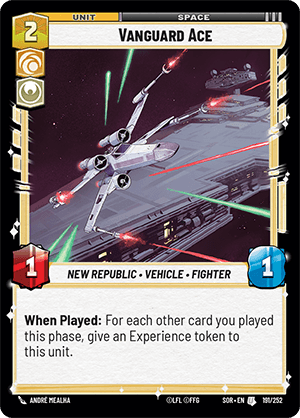 2
UNIT
SPACE
VANGUARD ACE
1
NEW REPUBLIC • VEHICLE • FIGHTER
1
When Played: For each other card you played
this phase, give an Experience token to
this unit.
ANDRÉ MEALHA
©LFL ©FFG
SOR • EN U 191/252